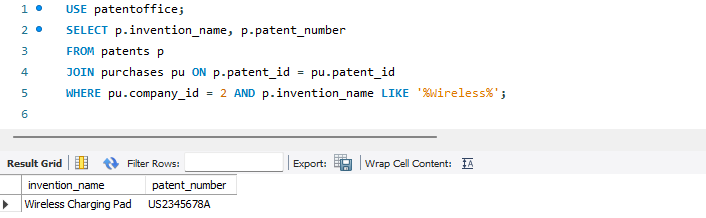 1 USE patentoffice;
2 SELECT p.invention_name, p.patent_number
3 FROM patents p
4 JOIN purchases pu ON p.patent_id = pu.patent_id
5 WHERE pu.company_id = 2 AND p.invention_name LIKE '%Wireless%';
6
Result Grid Filter Rows: Export: Wrap Cell Content: IA
invention_name patent_number
Wireless Charging Pad US2345678A